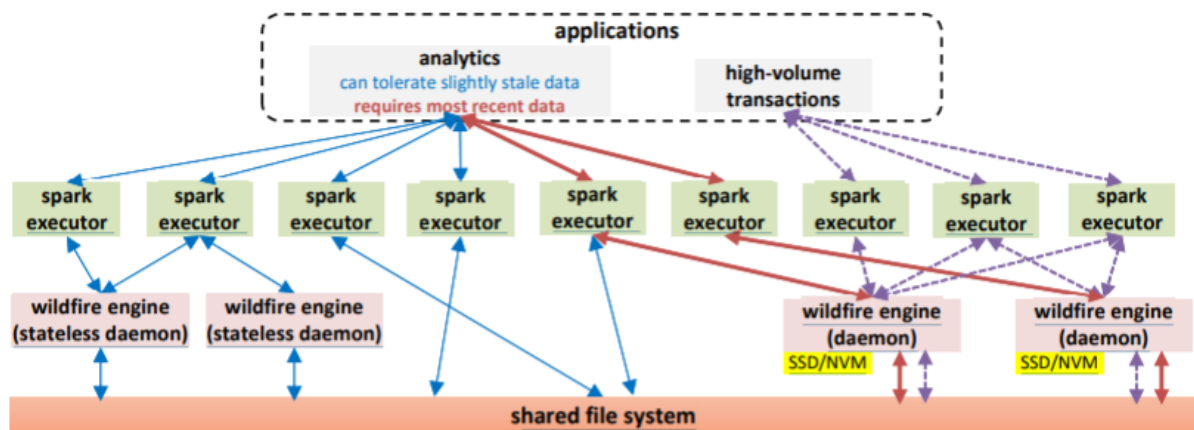 applications
analytics
can tolerate slightly stale data
requires most recent data
high-volume
transactions
spark
executor
spark
executor
spark
executor
spark
executor
spark
executor
spark
executor
spark
executor
spark
executor
spark
executor
wildfire engine
(stateless daemon)
wildfire engine
(stateless daemon)
wildfire engine
(daemon)
SSD/NVM
wildfire engine
(daemon)
SSD/NVM
shared file system